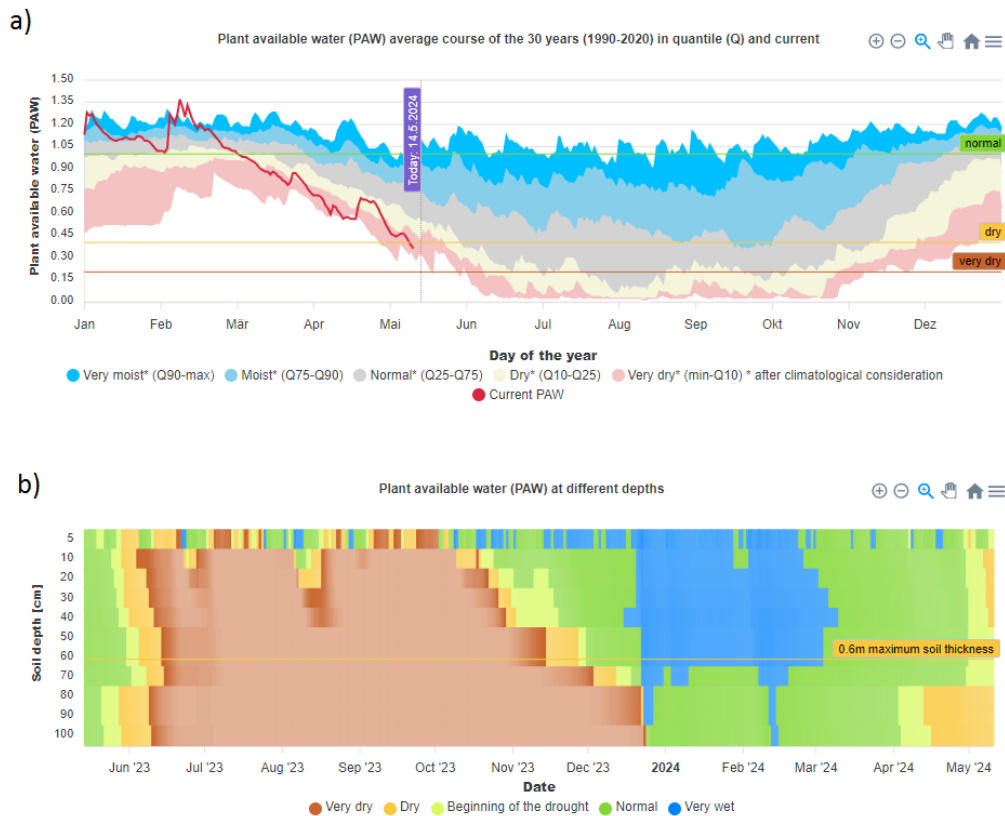 a)
Plant available water (PAW) average course of the 30 years (1990-2020) in quantile (Q) and current
Plant available water (PAW)
1.50
1.35
1.20
1.05
0.90
0.75
0.60
0.45
0.30
0.15
0.00
Today: 14.5.2024
normal
dry
very dry
Jan Feb Mär Apr Mai Jun Jul Aug Sep Okt Nov Dez
Day of the year
Very moist* (Q90-max) Moist* (Q75-Q90) Normal* (Q25-Q75) Dry* (Q10-Q25) Very dry* (min-Q10) * after climatological consideration
Current PAW
b)
Plant available water (PAW) at different depths
Soil depth [cm]
5
10
20
30
40
50
60
70
80
90
100
0.6m maximum soil thickness
Jun '23 Jul '23 Aug '23 Sep '23 Oct '23 Nov '23 Dec '23 2024 Feb '24 Mar '24 Apr '24 May '24
Date
Very dry Dry Beginning of the drought Normal Very wet